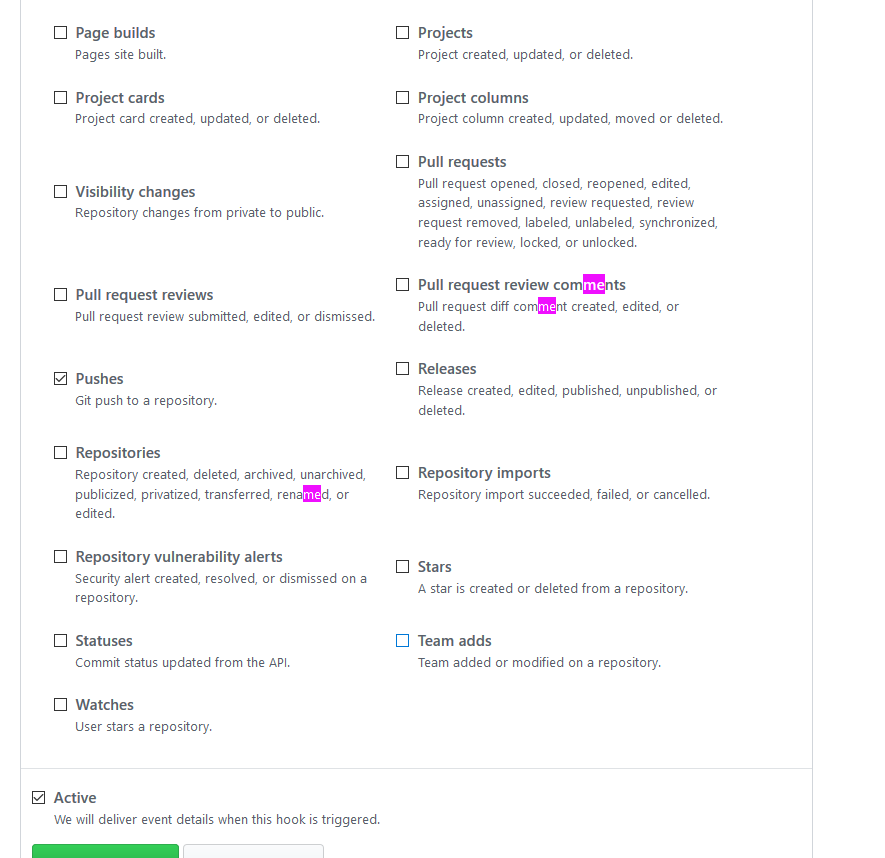 Page builds
Pages site built.
Projects
Project created, updated, or deleted.
Project cards
Project card created, updated, or deleted.
Project columns
Project column created, updated, moved or deleted.
Visibility changes
Repository changes from private to public.
Pull requests
Pull request opened, closed, reopened, edited,
assigned, unassigned, review requested, review
request removed, labeled, unlabeled, synchronized,
ready for review, locked, or unlocked.
Pull request reviews
Pull request review submitted, edited, or dismissed.
Pull request review comments
Pull request diff comment created, edited, or
deleted.
Pushes
Git push to a repository.
Releases
Release created, edited, published, unpublished, or
deleted.
Repositories
Repository created, deleted, archived, unarchived,
publicized, privatized, transferred, renamed, or
edited.
Repository imports
Repository import succeeded, failed, or cancelled.
Repository vulnerability alerts
Security alert created, resolved, or dismissed on a
repository.
Stars
A star is created or deleted from a repository.
Statuses
Commit status updated from the API.
Team adds
Team added or modified on a repository.
Watches
User stars a repository.
Active
We will deliver event details when this hook is triggered.